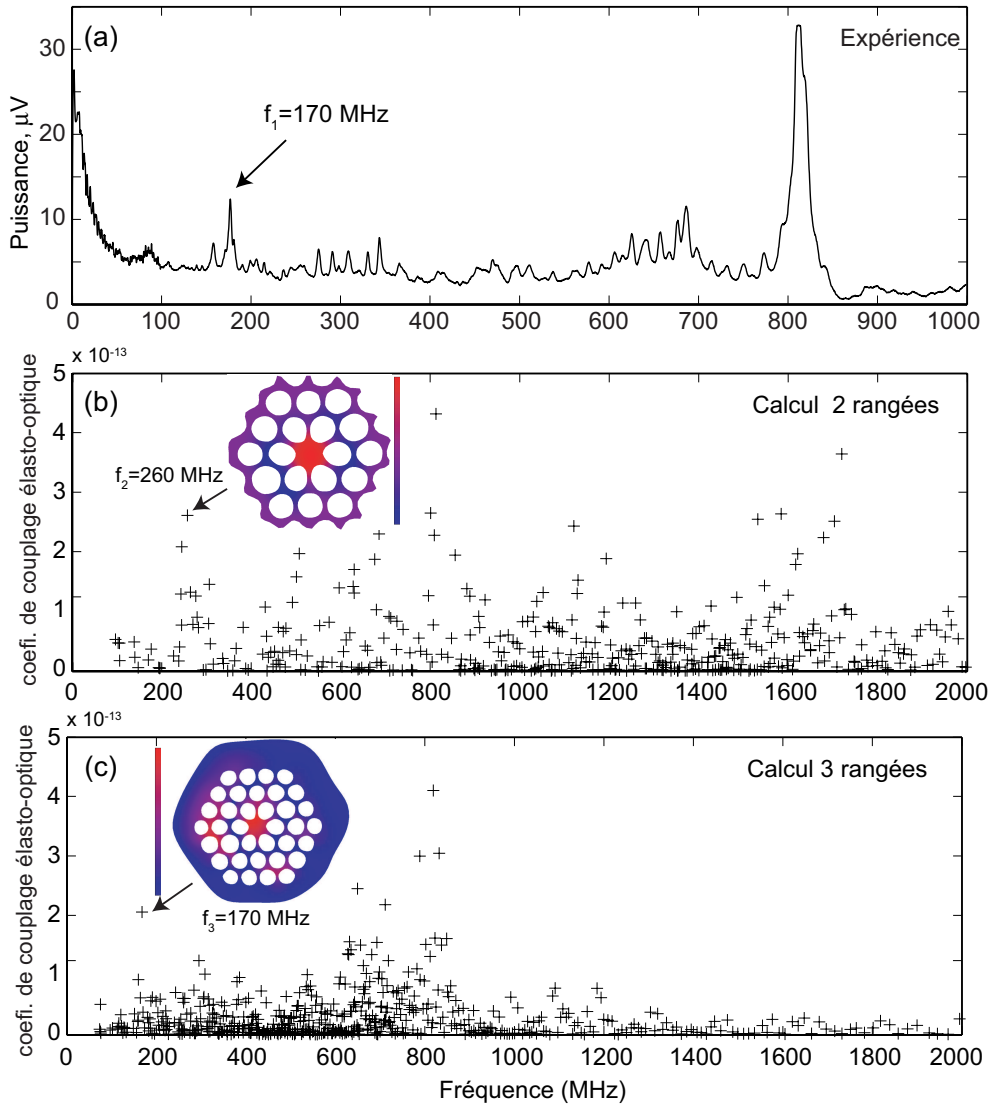 (a)
Expérience
f1=170 MHz
Puissance, µV
30
20
10
0
0 100 200 300 400 500 600 700 800 900 1000
x 10-13
(b)
Calcul 2 rangées
f2=260 MHz
coefi. de couplage élasto-optique
5
4
3
2
1
0
0 200 400 600 800 1000 1200 1400 1600 1800 2000
x 10-13
(c)
Calcul 3 rangées
f3=170 MHz
coefi. de couplage élasto-optique
5
4
3
2
1
0
0 200 400 600 800 1000 1200 1400 1600 1800 2000
Fréquence (MHz)